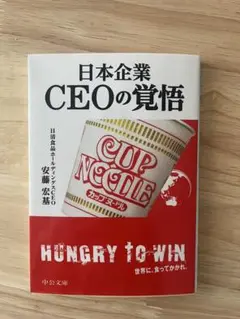 日本企業
CEOの覚悟
日清食品ホールディングスCEO
安藤 宏基
CUP
NOODLE
カップヌードル
HUNGRY TO WIN
世界に、食ってかかれ。
中公文庫